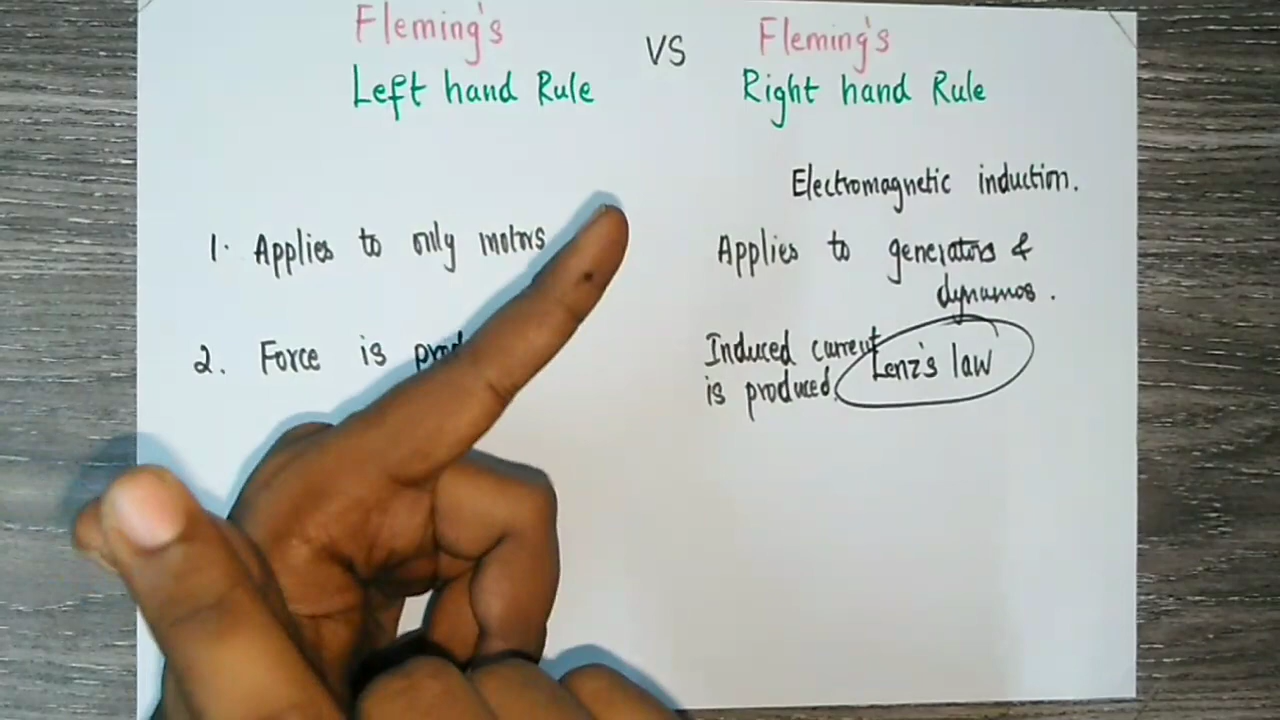 Fleming's
Left hand Rule
VS
Fleming's
Right hand Rule
Electromagnetic induction.
1. Applies to only motors
Applies to generators &
dynamos.
2. Force is
Induced current
is produced.
Lenz's law